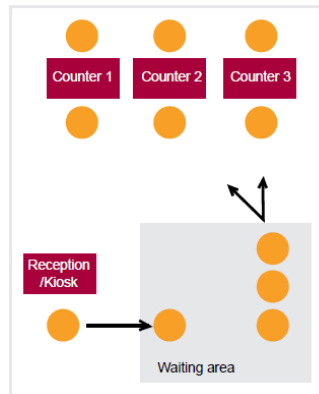 Counter 1
Counter 2
Counter 3
Reception
/Kiosk
Waiting area